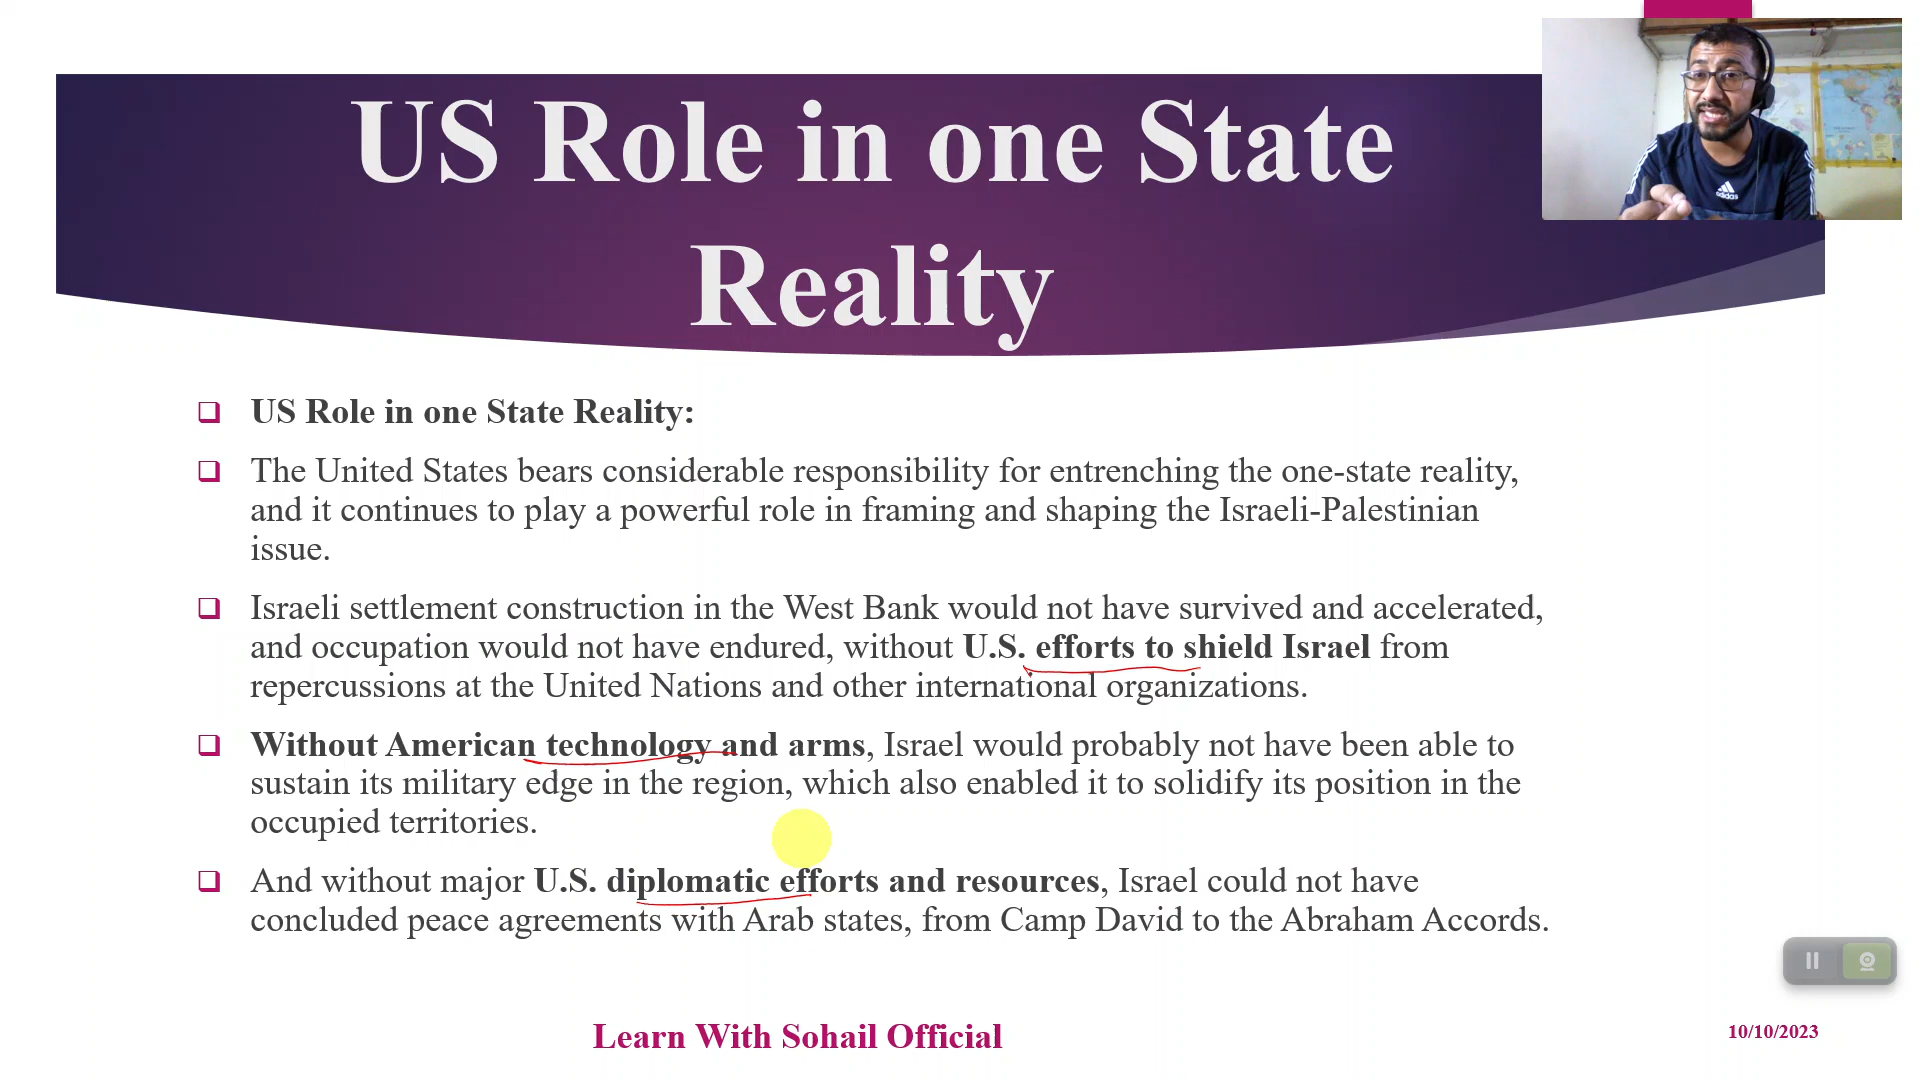 US Role in one State
Reality
adidas
US Role in one State Reality:
The United States bears considerable responsibility for entrenching the one-state reality,
and it continues to play a powerful role in framing and shaping the Israeli-Palestinian
issue.
Israeli settlement construction in the West Bank would not have survived and accelerated,
and occupation would not have endured, without U.S. efforts to shield Israel from
repercussions at the United Nations and other international organizations.
Without American technology and arms, Israel would probably not have been able to
sustain its military edge in the region, which also enabled it to solidify its position in the
occupied territories.
And without major U.S. diplomatic efforts and resources, Israel could not have
concluded peace agreements with Arab states, from Camp David to the Abraham Accords.
Learn With Sohail Official
10/10/2023